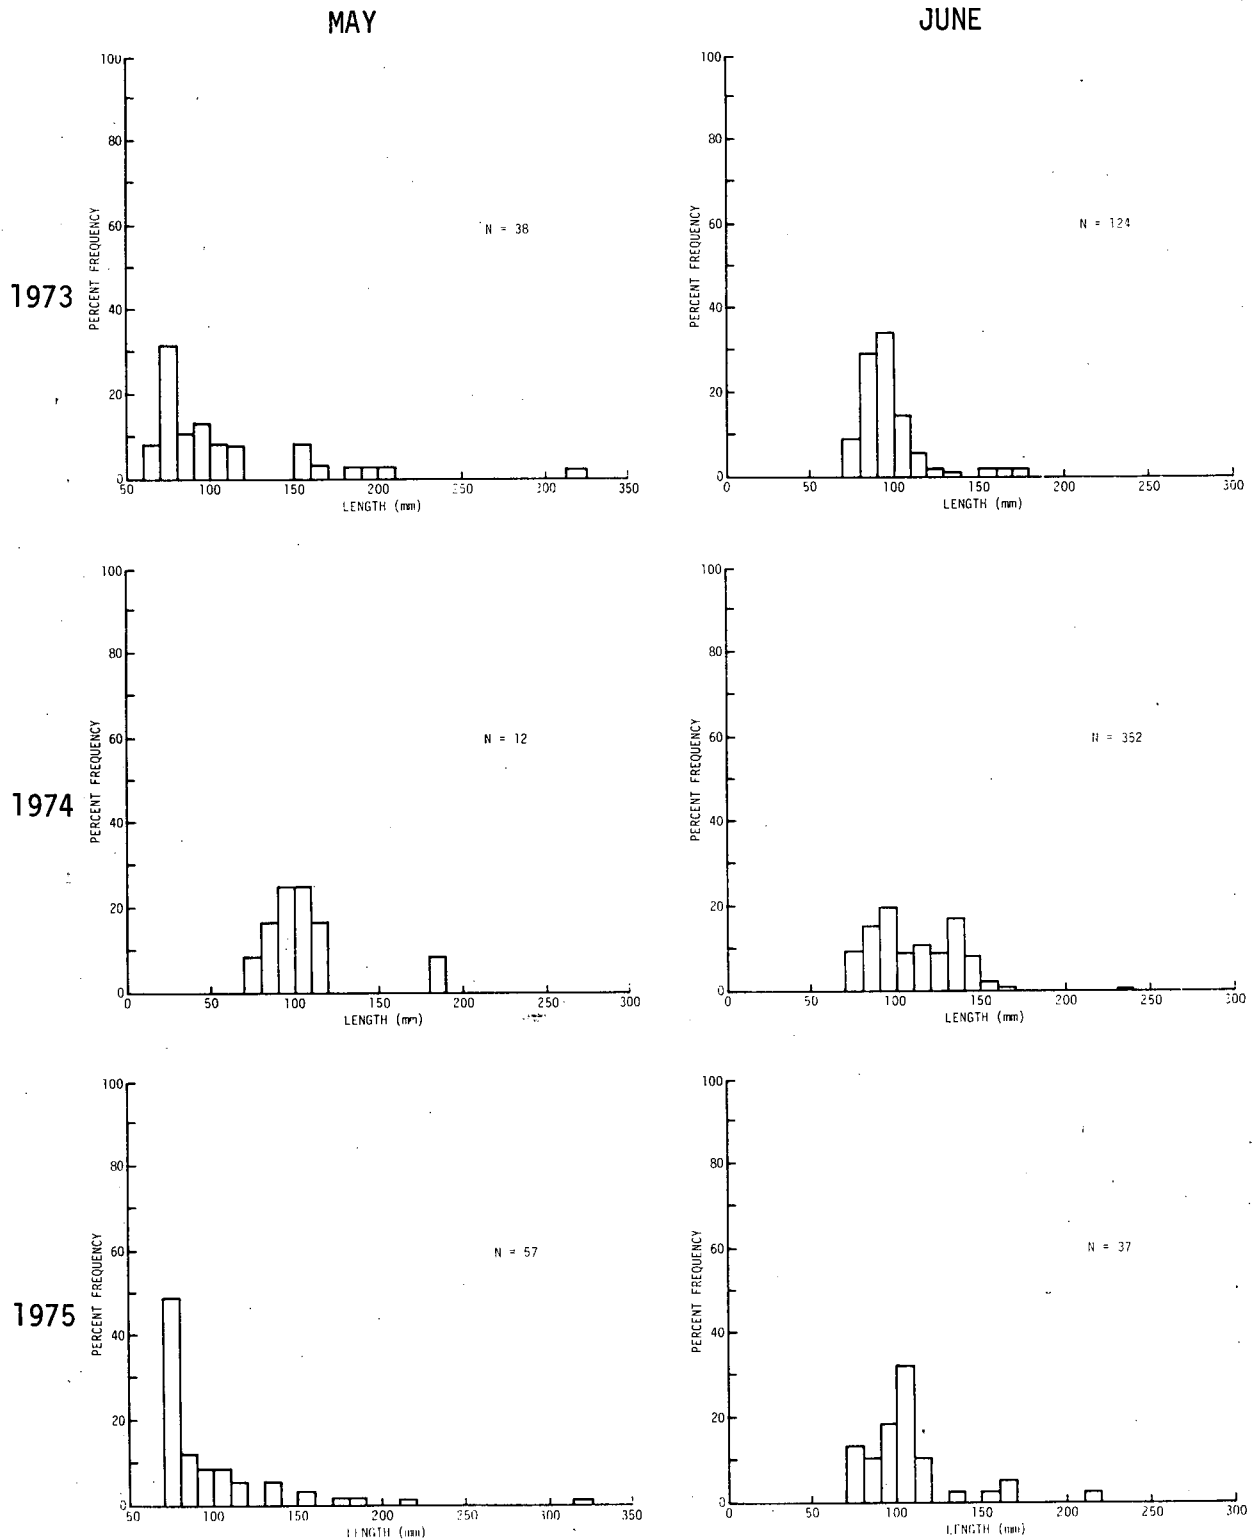 MAY
JUNE
1973
PERCENT FREQUENCY
100
80
60
40
20
0
N = 38
50 100 150 200 250 300 350
LENGTH (mm)
PERCENT FREQUENCY
100
80
60
40
20
0
N = 124
0 50 100 150 200 250 300
LENGTH (mm)
1974
PERCENT FREQUENCY
100
80
60
40
20
0
N = 12
0 50 100 150 200 250 300
LENGTH (mm)
PERCENT FREQUENCY
100
80
60
40
20
0
N = 352
0 50 100 150 200 250 300
LENGTH (mm)
1975
PERCENT FREQUENCY
100
80
60
40
20
0
N = 57
50 100 150 200 250 300 350
LENGTH (mm)
PERCENT FREQUENCY
100
80
60
40
20
0
N = 37
0 50 100 150 200 250 300
LENGTH (mm)